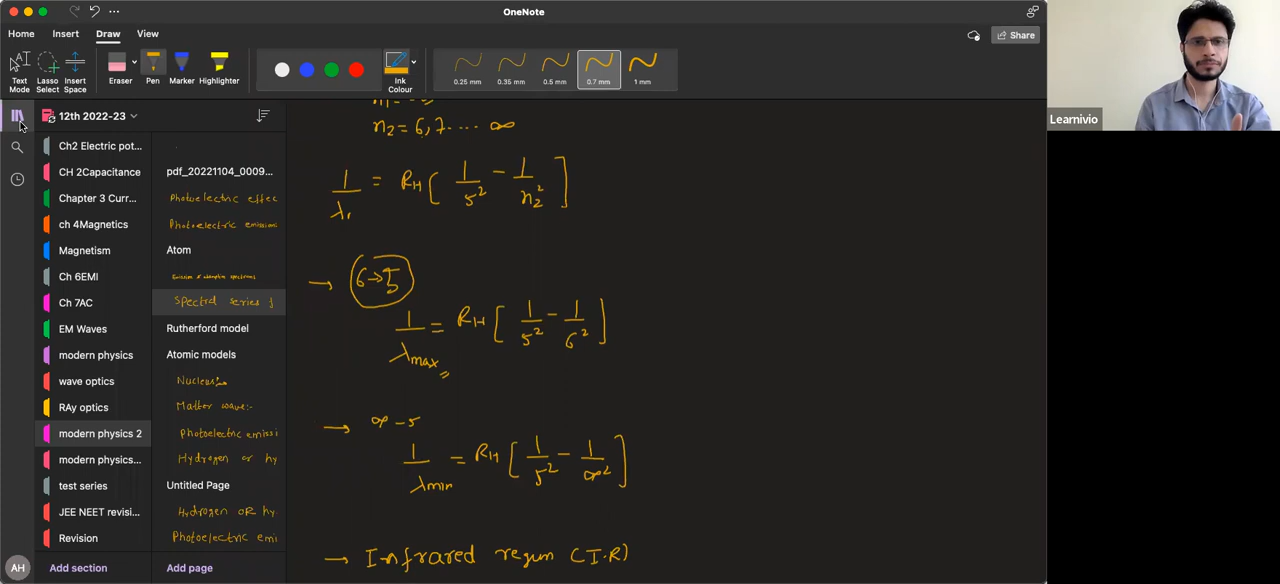 OneNote
Home Insert Draw View
Share
Text Mode
Lasso Select
Insert Space
Eraser
Pen
Marker
Highlighter
Ink Colour
0.25 mm
0.35 mm
0.5 mm
0.7 mm
1 mm
Learnivio
12th 2022-23
Ch2 Electric pot...
CH 2Capacitance
Chapter 3 Curr...
ch 4Magnetics
Magnetism
Ch 6EMI
Ch 7AC
EM Waves
modern physics
wave optics
RAy optics
modern physics 2
modern physics...
test series
JEE NEET revisi...
Revision
AH
Add section
pdf_20221104_0009...
Photoelectric effec
Photoelectric emission
Atom
Emission & absorption spectrums
Spectral series f
Rutherford model
Atomic models
Nucleus:
Matter wave:-
Photoelectric emissi
Hydrogen or hy
Untitled Page
Hydrogen OR hy
Photoelectric emi
Add page
n₂ = 6,7.... ∞
1/λ = R_H [1/5² − 1/n₂²]
→ 6→5
1/λmax = R_H [1/5² − 1/6²]
→ ∞ – 5
1/λmin = R_H [1/5² − 1/∞²]
→ Infrared region (I.R)